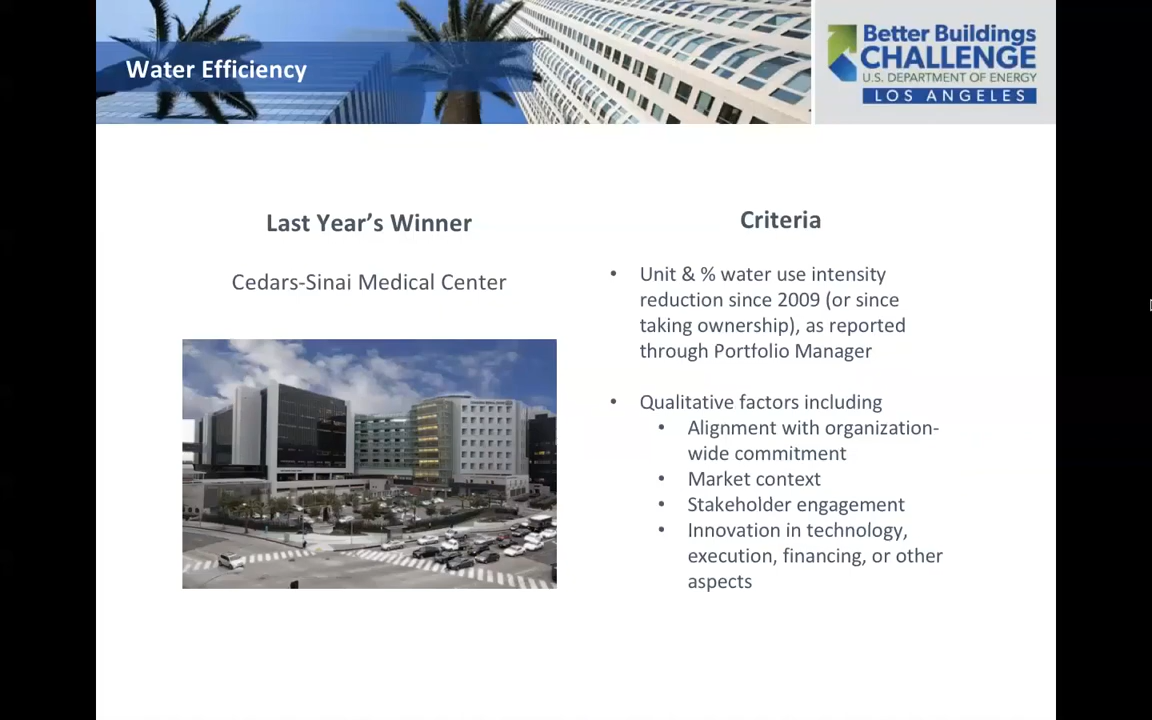 Water Efficiency
Better Buildings
CHALLENGE
U.S. DEPARTMENT OF ENERGY
LOS ANGELES
Last Year’s Winner
Cedars-Sinai Medical Center
Criteria
• Unit & % water use intensity
reduction since 2009 (or since
taking ownership), as reported
through Portfolio Manager
• Qualitative factors including
• Alignment with organization-
wide commitment
• Market context
• Stakeholder engagement
• Innovation in technology,
execution, financing, or other
aspects